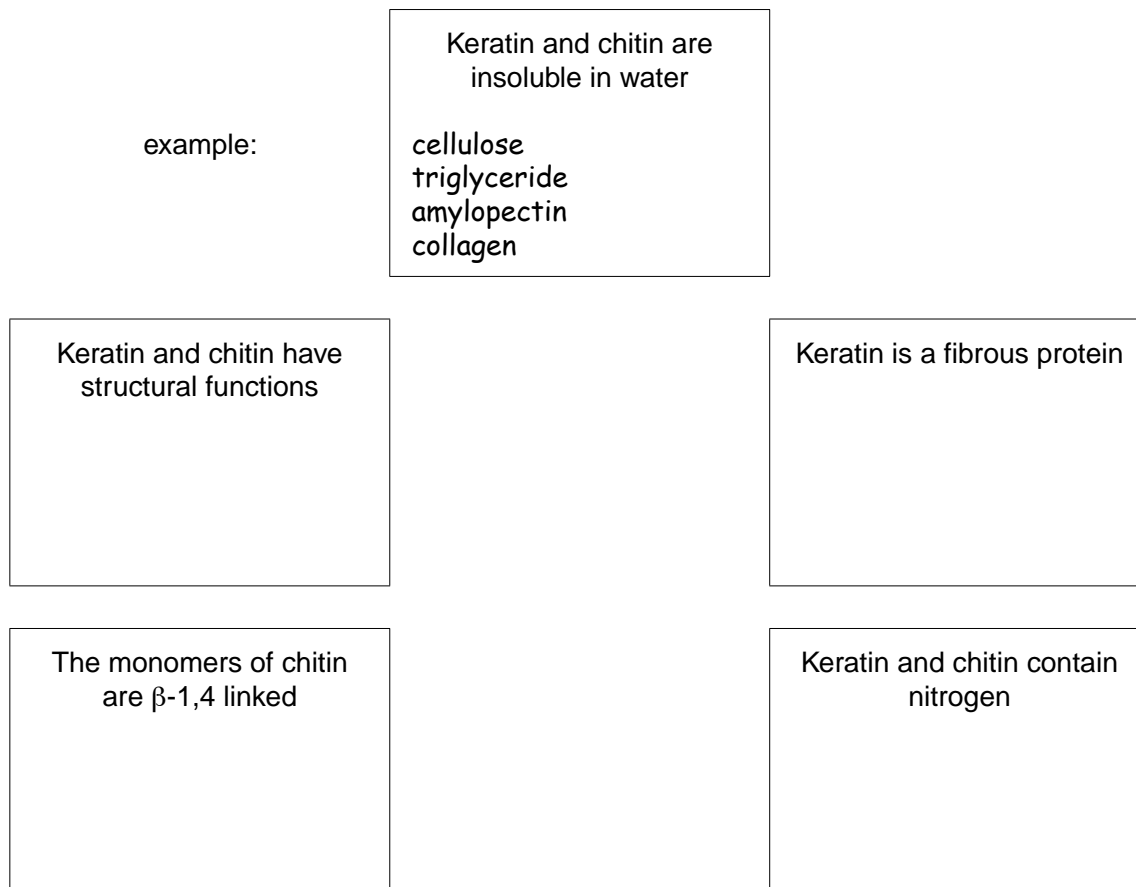 Keratin and chitin are
insoluble in water
example:
cellulose
triglyceride
amylopectin
collagen
Keratin and chitin have
structural functions
Keratin is a fibrous protein
The monomers of chitin
are β-1,4 linked
Keratin and chitin contain
nitrogen